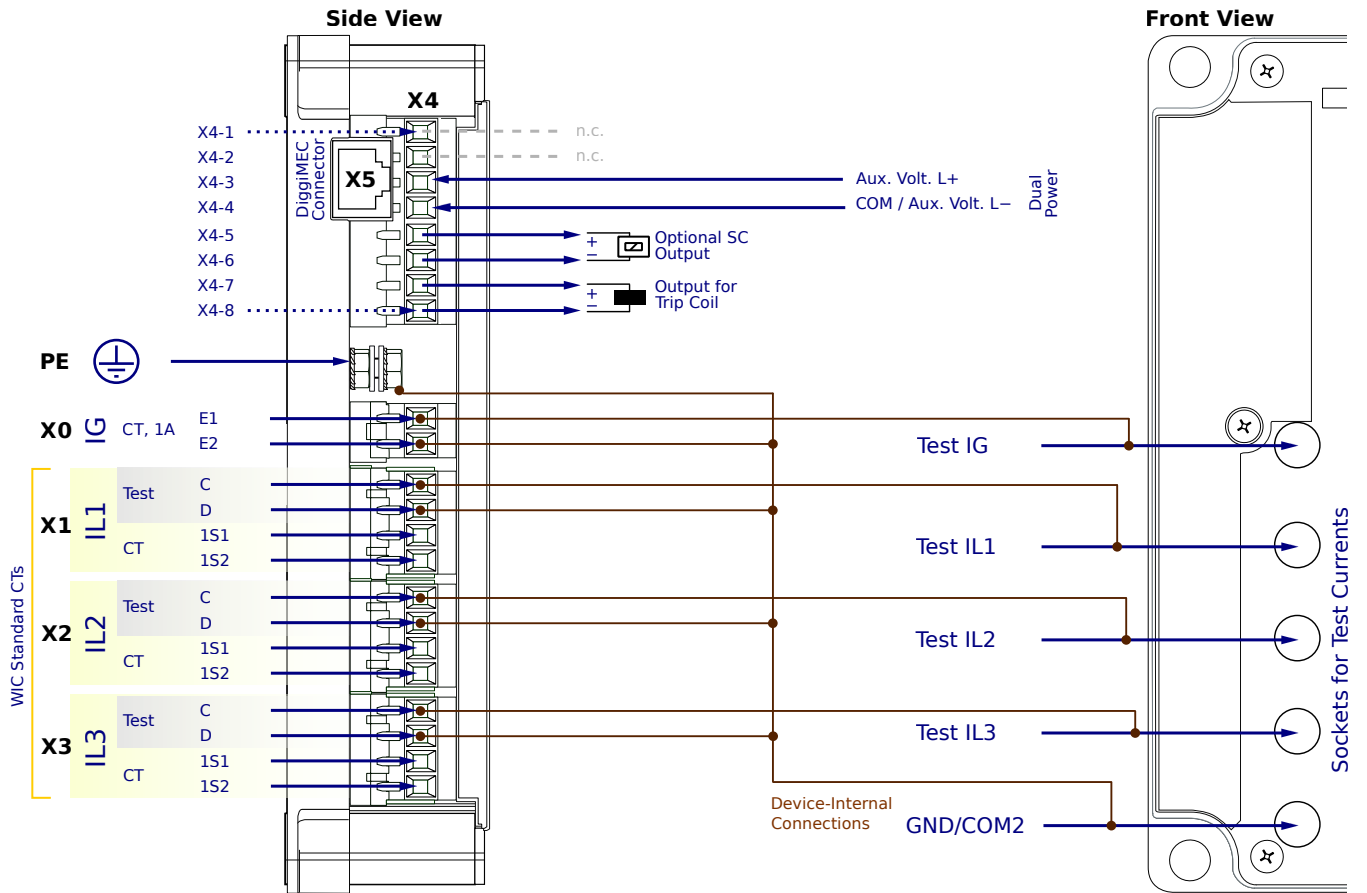 Side View
Front View
X4
X4-1
n.c.
X4-2
n.c.
X4-3
X4-4
X4-5
X4-6
X4-7
X4-8
DiggiMEC
Connector
X5
Aux. Volt. L+
COM / Aux. Volt. L−
Dual
Power
+
−
Optional SC
Output
+
−
Output for
Trip Coil
PE
X0
IG
CT, 1A
E1
E2
Test IG
WIC Standard CTs
X1
IL1
Test
C
D
CT
1S1
1S2
Test IL1
X2
IL2
Test
C
D
CT
1S1
1S2
Test IL2
X3
IL3
Test
C
D
CT
1S1
1S2
Test IL3
Device-Internal
Connections
GND/COM2
Sockets for Test Currents